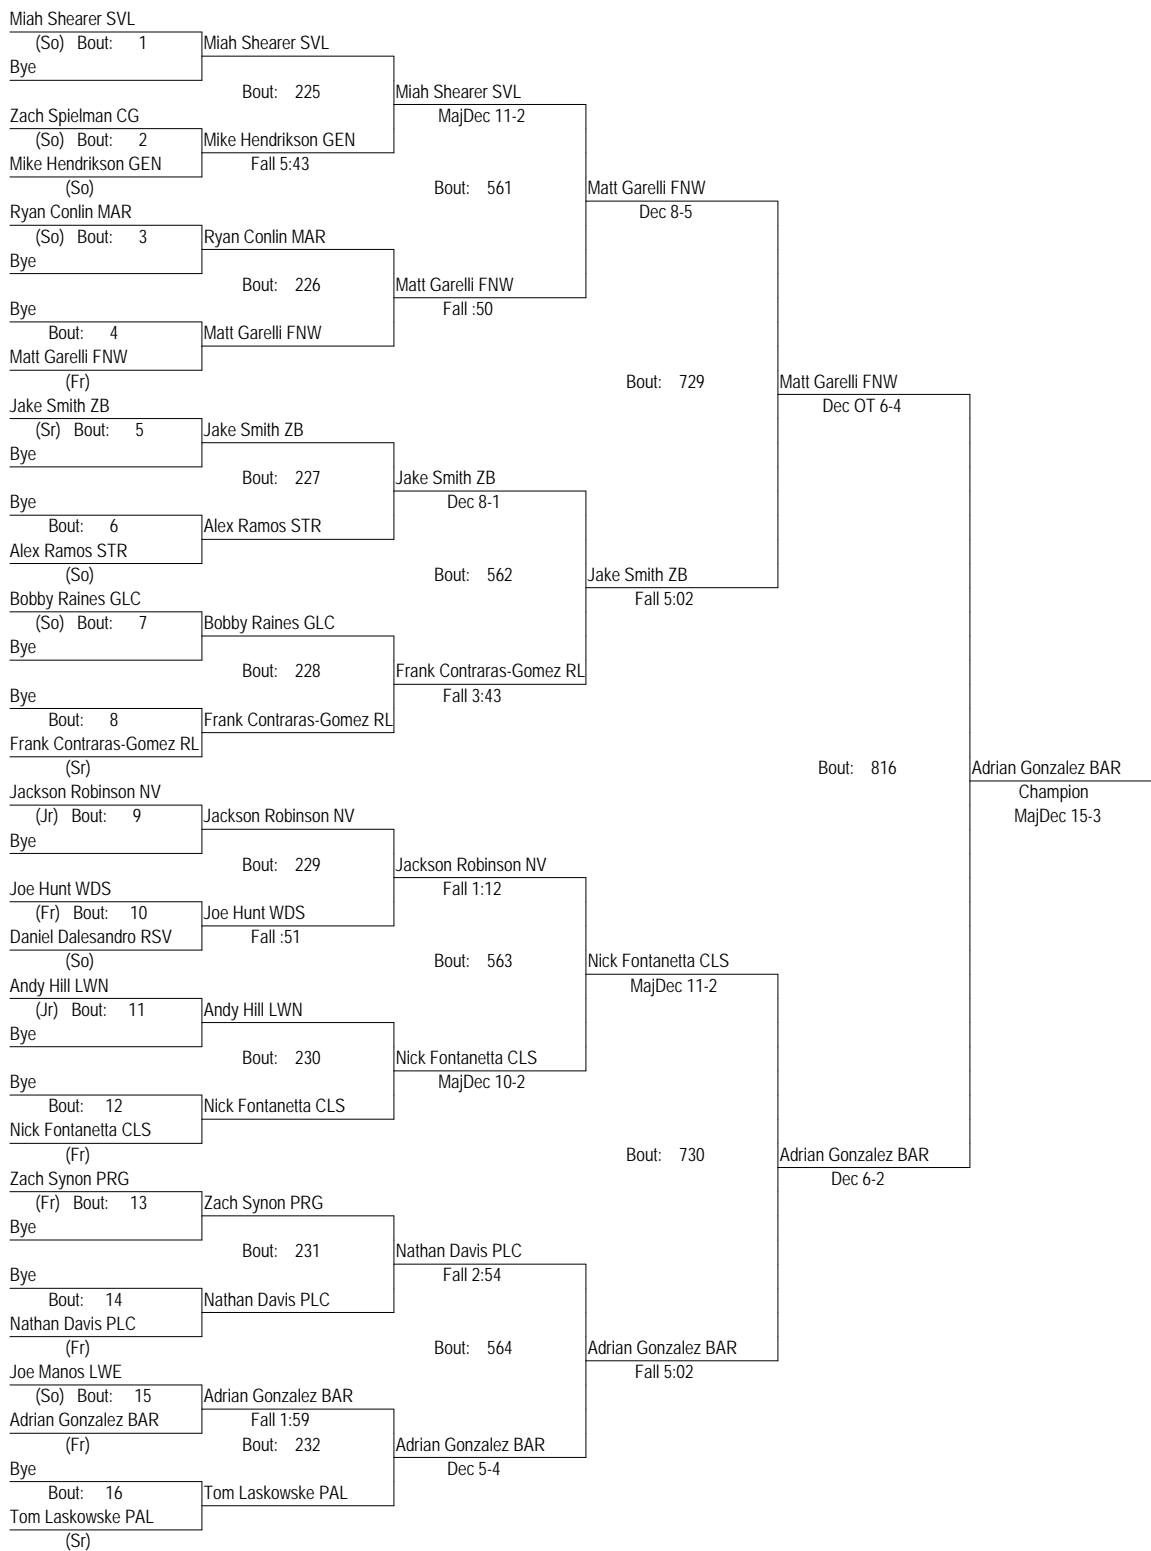 Miah Shearer SVL
(So) Bout: 1 Miah Shearer SVL
Bye
Bout: 225 Miah Shearer SVL
Zach Spielman CG MajDec 11-2
(So) Bout: 2 Mike Hendrikson GEN
Mike Hendrikson GEN Fall 5:43
(So) Bout: 561 Matt Garelli FNW
Ryan Conlin MAR Dec 8-5
(So) Bout: 3 Ryan Conlin MAR
Bye
Bout: 226 Matt Garelli FNW
Bye Fall :50
Bout: 4 Matt Garelli FNW
Matt Garelli FNW
(Fr) Bout: 729 Matt Garelli FNW
Jake Smith ZB Dec OT 6-4
(Sr) Bout: 5 Jake Smith ZB
Bye
Bout: 227 Jake Smith ZB
Bye Dec 8-1
Bout: 6 Alex Ramos STR
Alex Ramos STR
(So) Bout: 562 Jake Smith ZB
Bobby Raines GLC Fall 5:02
(So) Bout: 7 Bobby Raines GLC
Bye
Bout: 228 Frank Contraras-Gomez RL
Bye Fall 3:43
Bout: 8 Frank Contraras-Gomez RL
Frank Contraras-Gomez RL
(Sr) Bout: 816 Adrian Gonzalez BAR
Jackson Robinson NV Champion
(Jr) Bout: 9 Jackson Robinson NV MajDec 15-3
Bye
Bout: 229 Jackson Robinson NV
Joe Hunt WDS Fall 1:12
(Fr) Bout: 10 Joe Hunt WDS
Daniel Dalesandro RSV Fall :51
(So) Bout: 563 Nick Fontanetta CLS
Andy Hill LWN MajDec 11-2
(Jr) Bout: 11 Andy Hill LWN
Bye
Bout: 230 Nick Fontanetta CLS
Bye MajDec 10-2
Bout: 12 Nick Fontanetta CLS
Nick Fontanetta CLS
(Fr) Bout: 730 Adrian Gonzalez BAR
Zach Synon PRG Dec 6-2
(Fr) Bout: 13 Zach Synon PRG
Bye
Bout: 231 Nathan Davis PLC
Bye Fall 2:54
Bout: 14 Nathan Davis PLC
Nathan Davis PLC
(Fr) Bout: 564 Adrian Gonzalez BAR
Joe Manos LWE Fall 5:02
(So) Bout: 15 Adrian Gonzalez BAR
Adrian Gonzalez BAR Fall 1:59
(Fr) Bout: 232 Adrian Gonzalez BAR
Bye Dec 5-4
Bout: 16 Tom Laskowske PAL
Tom Laskowske PAL
(Sr)